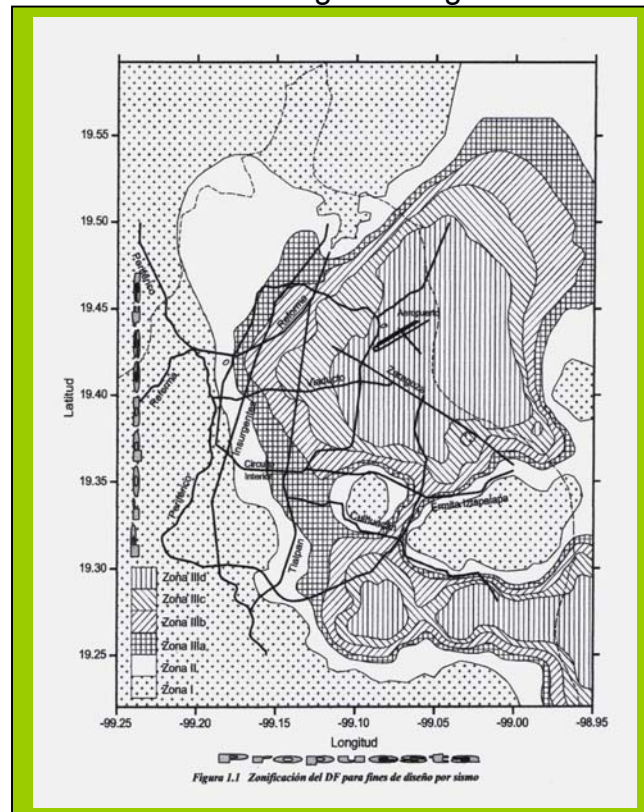 19.55
19.50
19.45
19.40
19.35
19.30
19.25
Latitud
Periférico
Reforma
Reforma
Aeropuerto
Viaducto
Zaragoza
Insurgentes
Circuito
Interior
Periférico
Tlalpan
Culhuacán
Ermita Iztapalapa
Zona IIId
Zona IIIc
Zona IIIb
Zona IIIa
Zona II
Zona I
-99.25 -99.20 -99.15 -99.10 -99.05 -99.00 -98.95
Longitud
Propuesta
Figura 1.1 Zonificación del DF para fines de diseño por sismo